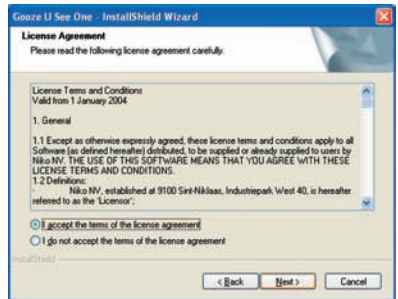 Gooze U See One - InstallShield Wizard
License Agreement
Please read the following license agreement carefully.
License Terms and Conditions
Valid from 1 January 2004
1. General
1.1 Except as otherwise expressly agreed, these license terms and conditions apply to all
Software (as defined hereafter) distributed, to be supplied or already supplied to users by
Niko NV. THE USE OF THIS SOFTWARE MEANS THAT YOU AGREE WITH THESE
LICENSE TERMS AND CONDITIONS.
1.2 Definitions:
- Niko NV, established at 9100 Sint-Niklaas, Industriepark West 40, is hereafter
referred to as the 'Licensor';
I accept the terms of the license agreement
I do not accept the terms of the license agreement
InstallShield
< Back Next > Cancel